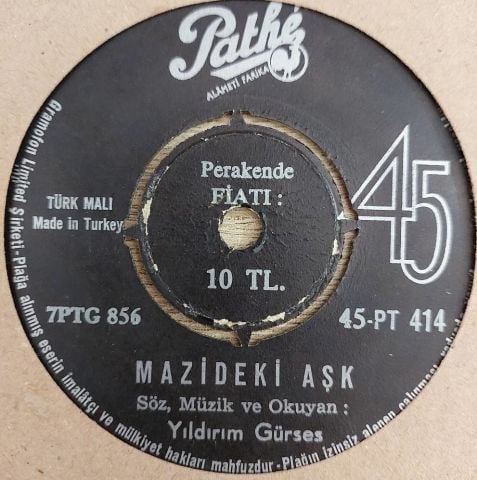 Pathé
ALAMETİ FARİKA
Perakende
FİATI :
10 TL.
TÜRK MALI
Made in Turkey
45
7PTG 856
45-PT 414
MAZİDEKİ AŞK
Söz, Müzik ve Okuyan :
Yıldırım Gürses
Gramofon Limited Şirketi-Plağa alınmış eserin imalâtçı ve mülkiyet hakları mahfuzdur-Plağın izinsiz alenen çalınması